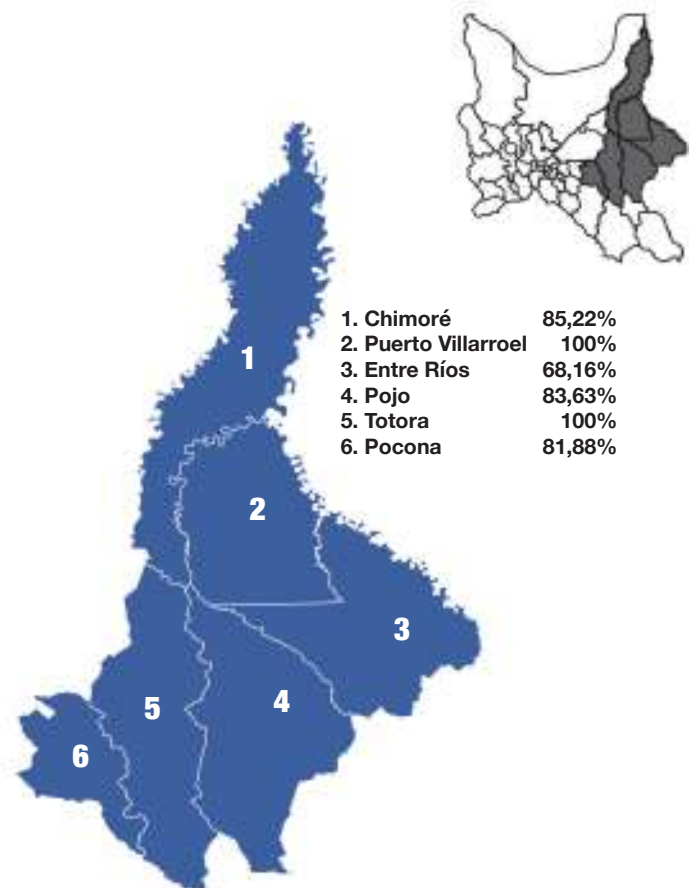 1. Chimoré 85,22%
2. Puerto Villarroel 100%
3. Entre Ríos 68,16%
4. Pojo 83,63%
5. Totora 100%
6. Pocona 81,88%
1
2
3
4
5
6